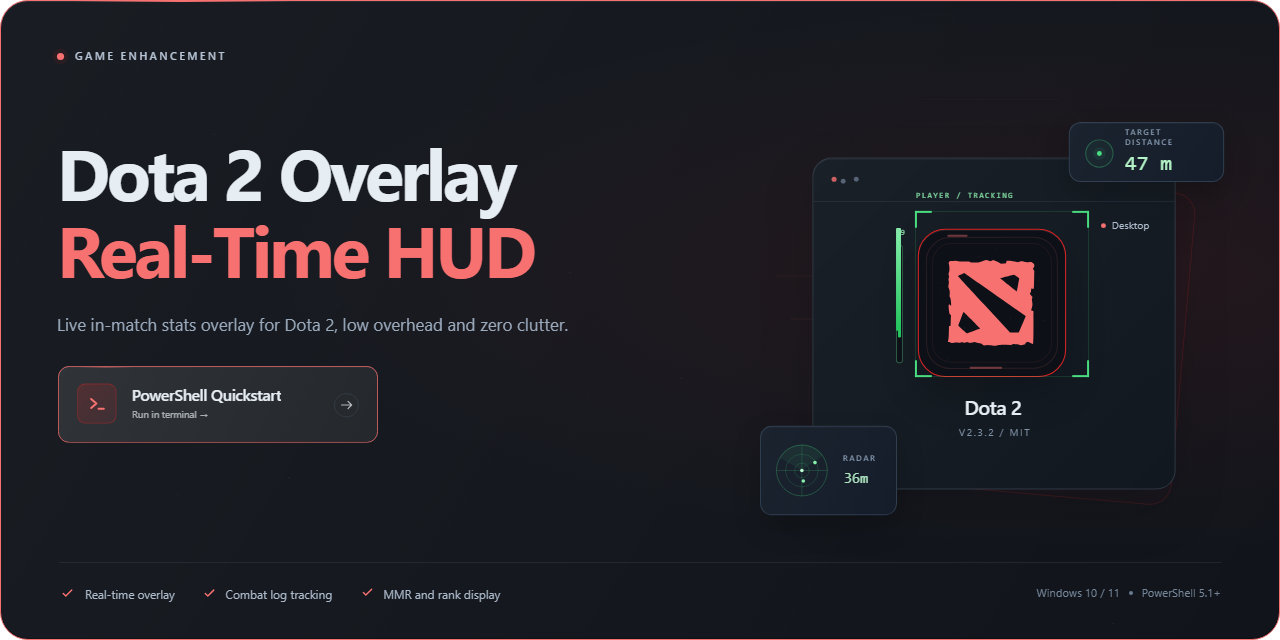 GAME ENHANCEMENT
Dota 2 Overlay
Real-Time HUD
Live in-match stats overlay for Dota 2, low overhead and zero clutter.
PowerShell Quickstart
Run in terminal →
TARGET
DISTANCE
47 m
PLAYER / TRACKING
Desktop
Dota 2
V2.3.2 / MIT
RADAR
36m
Real-time overlay
Combat log tracking
MMR and rank display
Windows 10 / 11 • PowerShell 5.1+